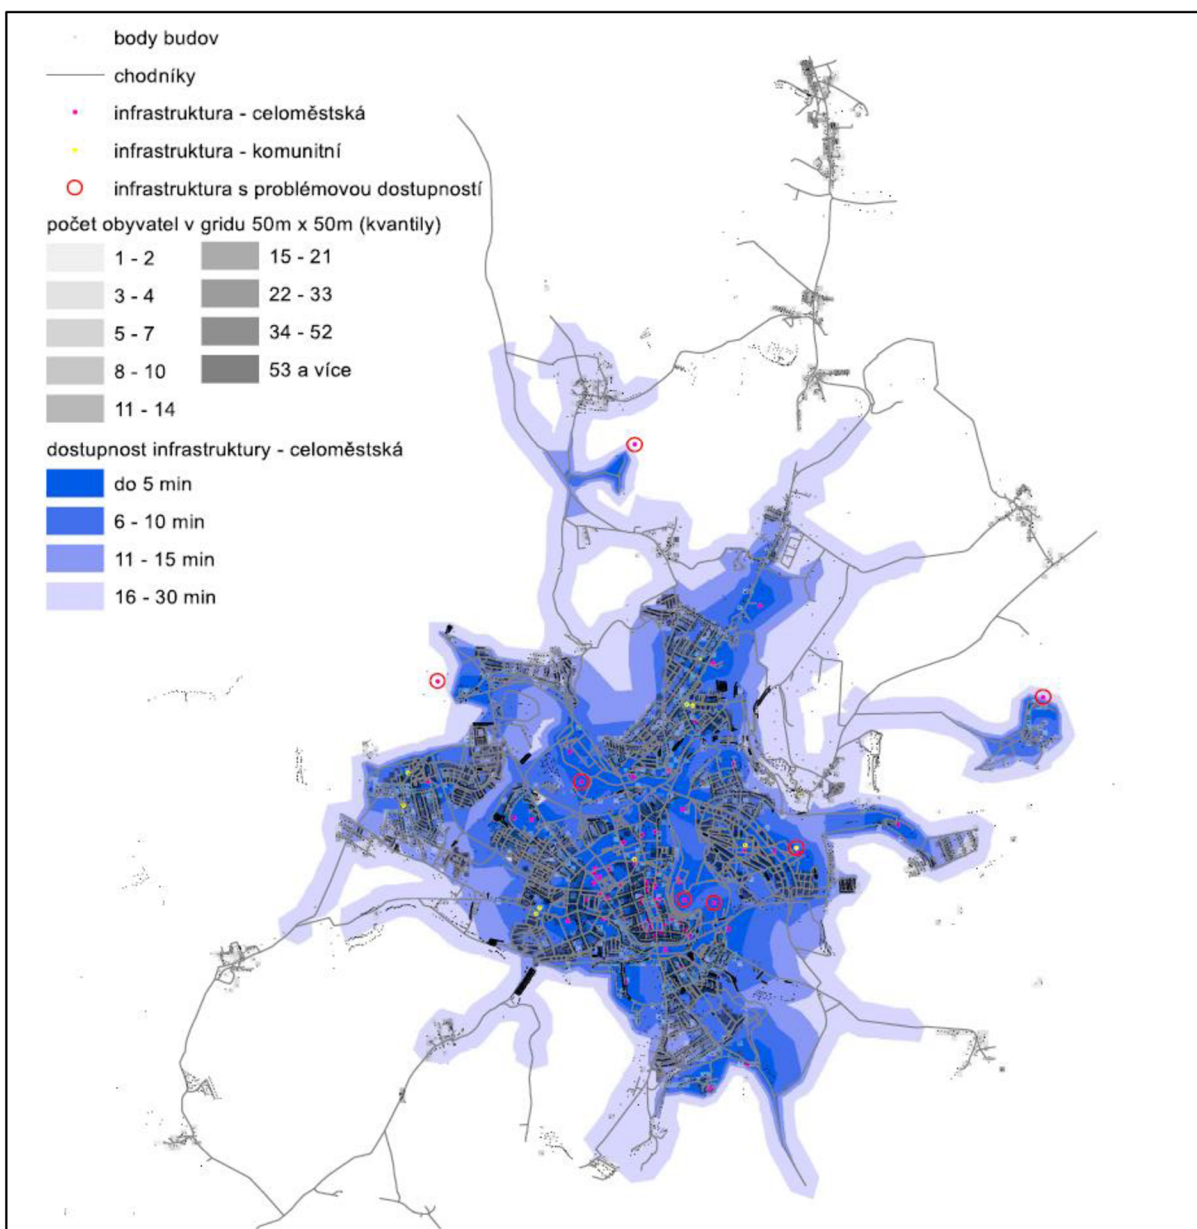 body budov
chodníky
infrastruktura - celoměstská
infrastruktura - komunitní
infrastruktura s problémovou dostupností
počet obyvatel v gridu 50m x 50m (kvantily)
1 - 2
3 - 4
5 - 7
8 - 10
11 - 14
15 - 21
22 - 33
34 - 52
53 a více
dostupnost infrastruktury - celoměstská
do 5 min
6 - 10 min
11 - 15 min
16 - 30 min